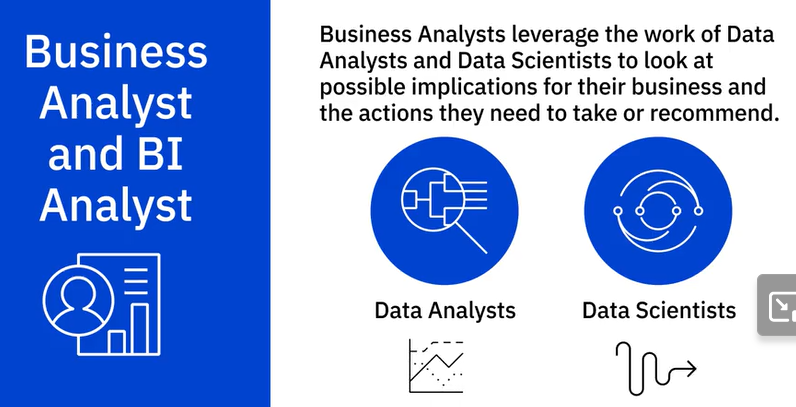 Business
Analyst
and BI
Analyst
Business Analysts leverage the work of Data
Analysts and Data Scientists to look at
possible implications for their business and
the actions they need to take or recommend.
Data Analysts
Data Scientists